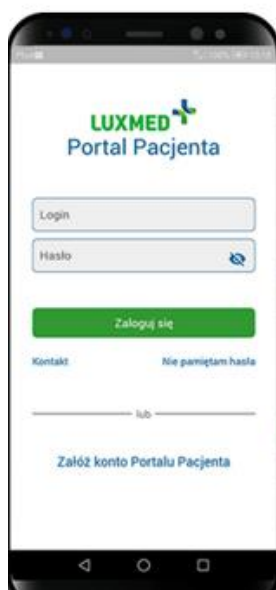 LUXMED
Portal Pacjenta
Login
Hasło
Zaloguj się
Kontakt
Nie pamiętam hasła
lub
Załóż konto Portalu Pacjenta